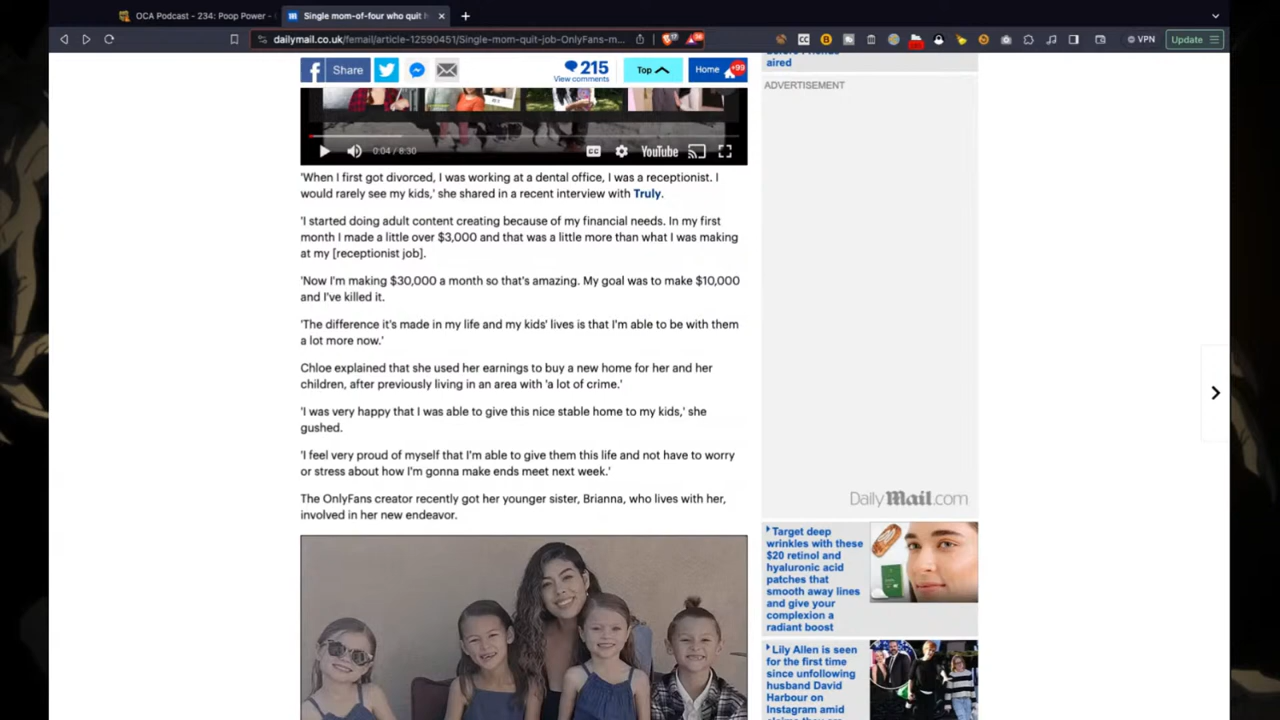 OCA Podcast - 234: Poop Power -
Single mom-of-four who quit
dailymail.co.uk/femail/article-12590451/Single-mom-quit-job-OnlyFans-m...
VPN
Update
Share
215
View comments
Top
Home
+99
0:04 / 8:30
CC
YouTube
'When I first got divorced, I was working at a dental office, I was a receptionist. I
would rarely see my kids,' she shared in a recent interview with Truly.
'I started doing adult content creating because of my financial needs. In my first
month I made a little over $3,000 and that was a little more than what I was making
at my [receptionist job].
'Now I'm making $30,000 a month so that's amazing. My goal was to make $10,000
and I've killed it.
'The difference it's made in my life and my kids' lives is that I'm able to be with them
a lot more now.'
Chloe explained that she used her earnings to buy a new home for her and her
children, after previously living in an area with 'a lot of crime.'
'I was very happy that I was able to give this nice stable home to my kids,' she
gushed.
'I feel very proud of myself that I'm able to give them this life and not have to worry
or stress about how I'm gonna make ends meet next week.'
The OnlyFans creator recently got her younger sister, Brianna, who lives with her,
involved in her new endeavor.
aired
ADVERTISEMENT
DailyMail.com
Target deep
wrinkles with these
$20 retinol and
hyaluronic acid
patches that
smooth away lines
and give your
complexion a
radiant boost
Lily Allen is seen
for the first time
since unfollowing
husband David
Harbour on
Instagram amid